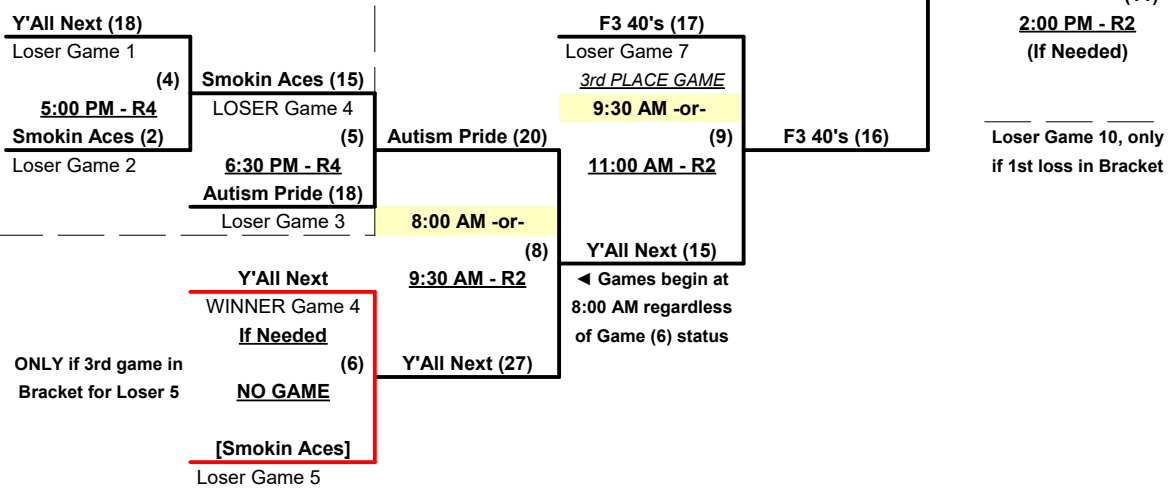 Y'All Next (18)
Loser Game 1
(4)
5:00 PM - R4
Smokin Aces (2)
Loser Game 2
Smokin Aces (15)
LOSER Game 4
(5)
6:30 PM - R4
Autism Pride (18)
Loser Game 3
Y'All Next
WINNER Game 4
If Needed
ONLY if 3rd game in
Bracket for Loser 5
(6)
NO GAME
[Smokin Aces]
Loser Game 5
Autism Pride (20)
8:00 AM -or-
(8)
9:30 AM - R2
Y'All Next (27)
F3 40's (17)
Loser Game 7
3rd PLACE GAME
9:30 AM -or-
(9)
11:00 AM - R2
Y'All Next (15)
◄ Games begin at
8:00 AM regardless
of Game (6) status
F3 40's (16)
2:00 PM - R2
(If Needed)
Loser Game 10, only
if 1st loss in Bracket